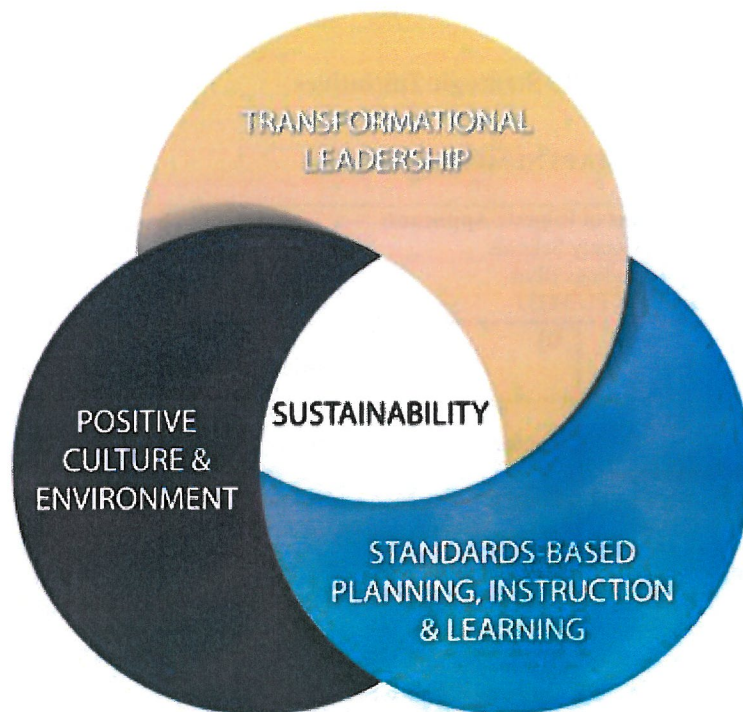 TRANSFORMATIONAL
LEADERSHIP
SUSTAINABILITY
POSITIVE
CULTURE &
ENVIRONMENT
STANDARDS-BASED
PLANNING, INSTRUCTION
& LEARNING